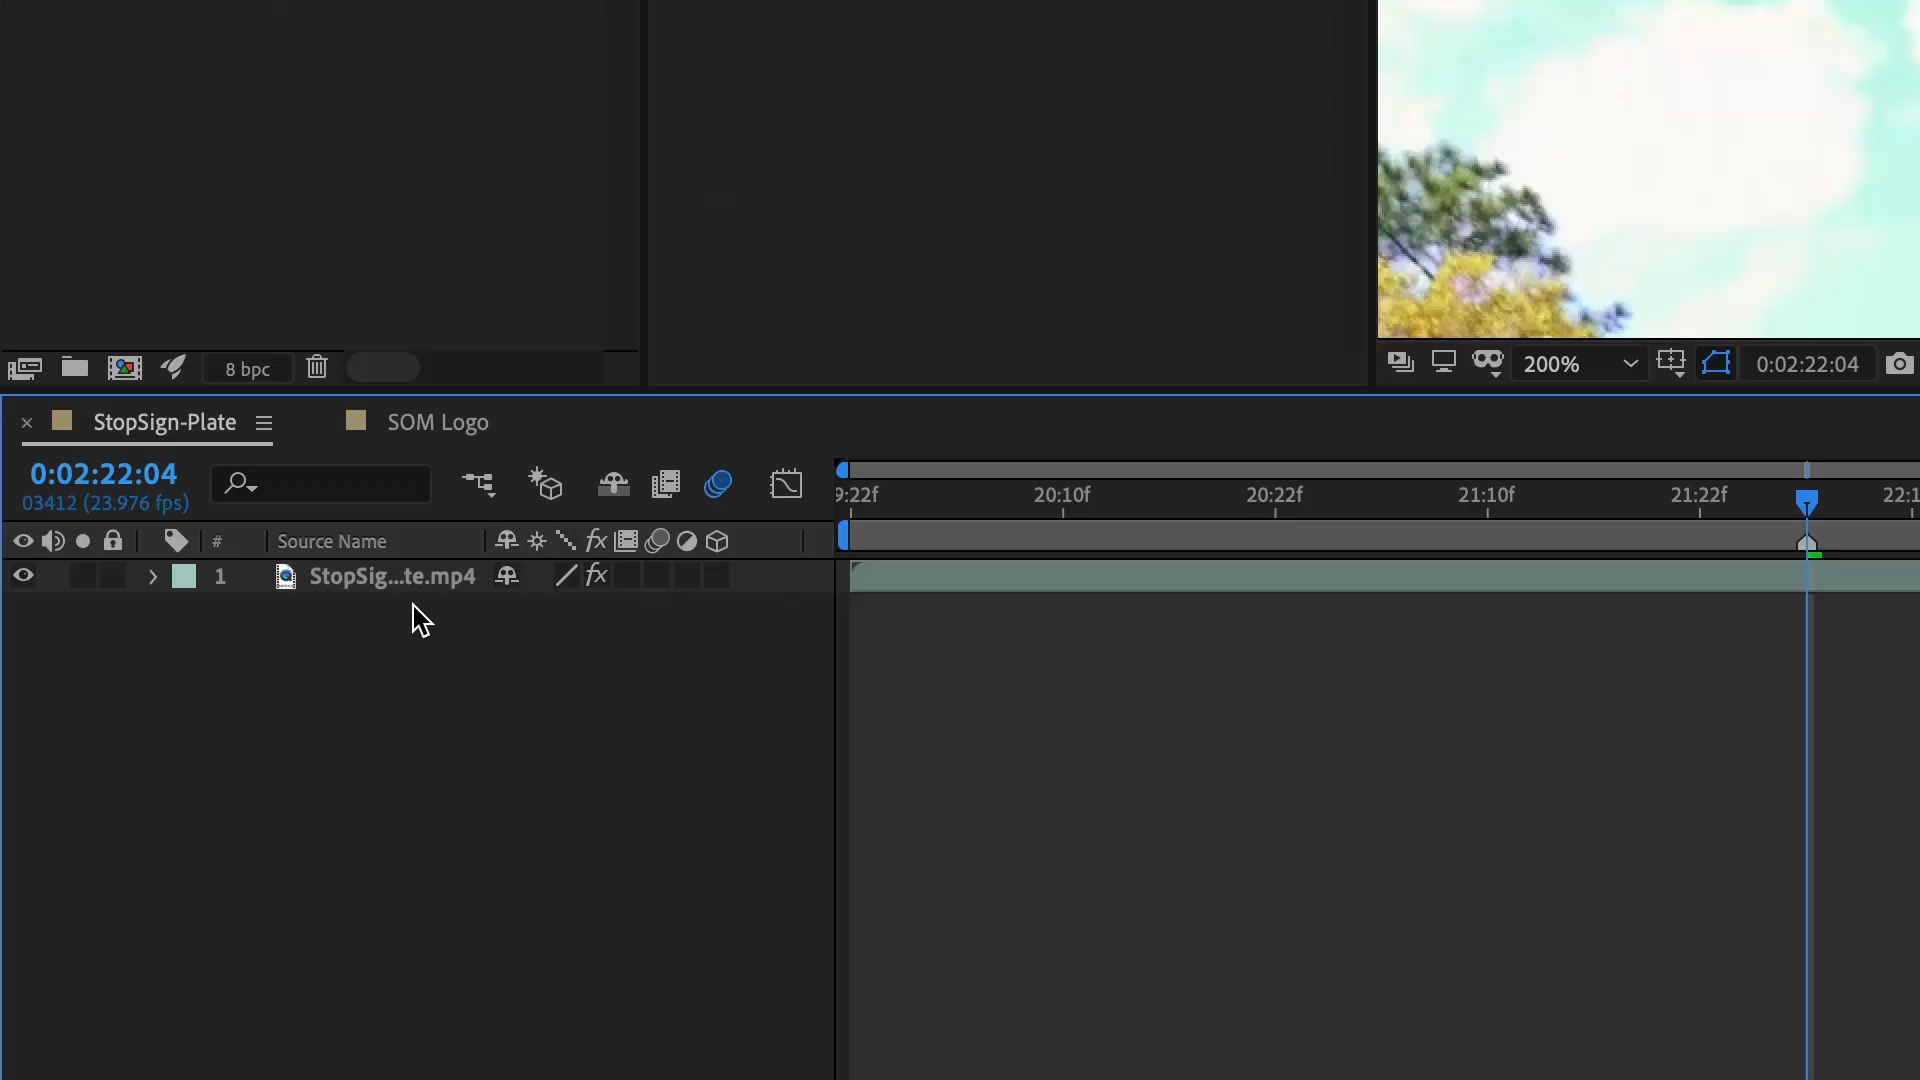 8 bpc
200%
0:02:22:04
StopSign-Plate
SOM Logo
0:02:22:04
03412 (23.976 fps)
9:22f
20:10f
20:22f
21:10f
21:22f
22:1
#
Source Name
fx
1
StopSig...te.mp4
fx